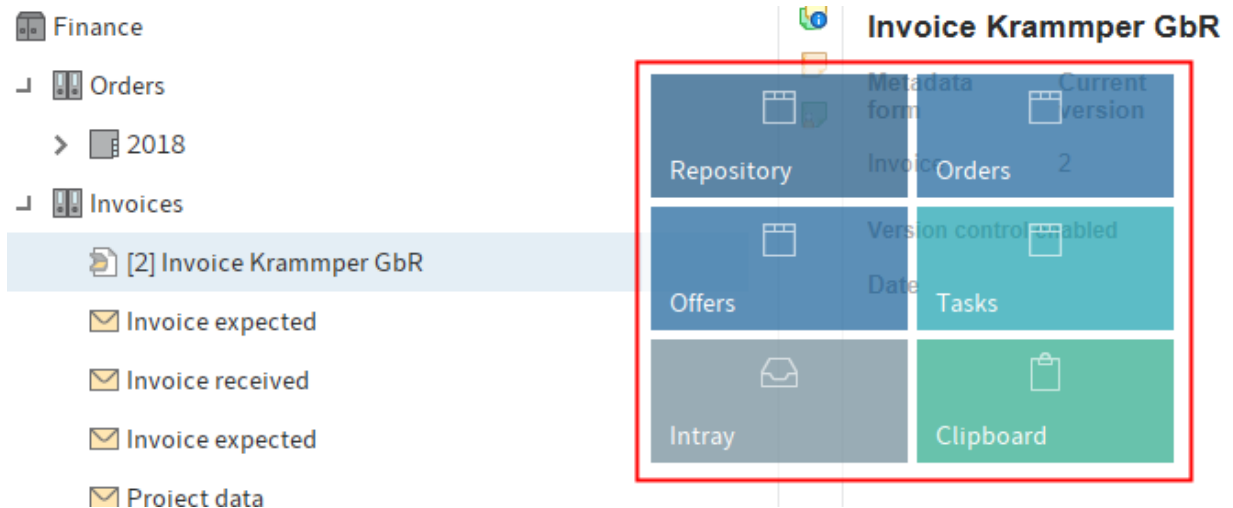 Finance
Orders
2018
Invoices
[2] Invoice Krammper GbR
Invoice expected
Invoice received
Invoice expected
Project data
Invoice Krammper GbR
Metadata form
Current version
Invoice
2
Version control enabled
Date
Repository
Orders
Offers
Tasks
Intray
Clipboard